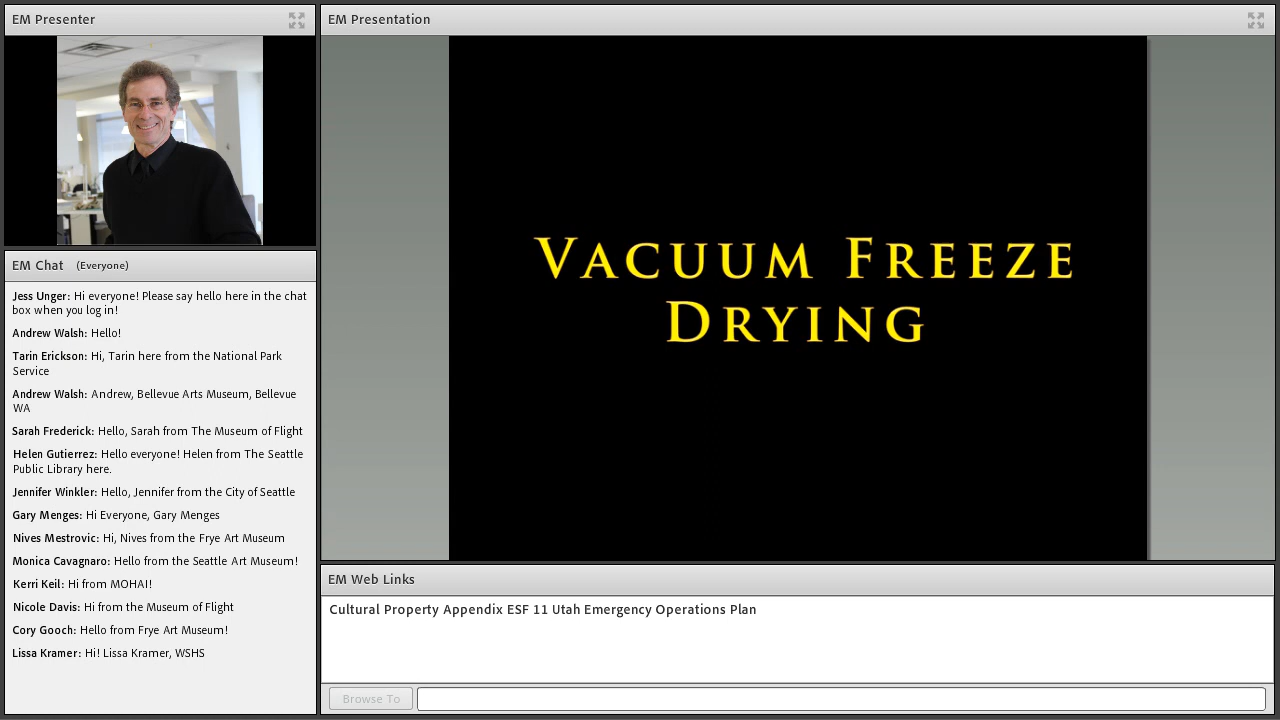 EM Presenter
EM Chat (Everyone)
Jess Unger: Hi everyone! Please say hello here in the chat
box when you log in!
Andrew Walsh: Hello!
Tarin Erickson: Hi, Tarin here from the National Park
Service
Andrew Walsh: Andrew, Bellevue Arts Museum, Bellevue
WA
Sarah Frederick: Hello, Sarah from The Museum of Flight
Helen Gutierrez: Hello everyone! Helen from The Seattle
Public Library here.
Jennifer Winkler: Hello, Jennifer from the City of Seattle
Gary Menges: Hi Everyone, Gary Menges
Nives Mestrovic: Hi, Nives from the Frye Art Museum
Monica Cavagnaro: Hello from the Seattle Art Museum!
Kerri Keil: Hi from MOHAI!
Nicole Davis: Hi from the Museum of Flight
Cory Gooch: Hello from Frye Art Museum!
Lissa Kramer: Hi! Lissa Kramer, WSHS
EM Presentation
VACUUM FREEZE
DRYING
EM Web Links
Cultural Property Appendix ESF 11 Utah Emergency Operations Plan
Browse To